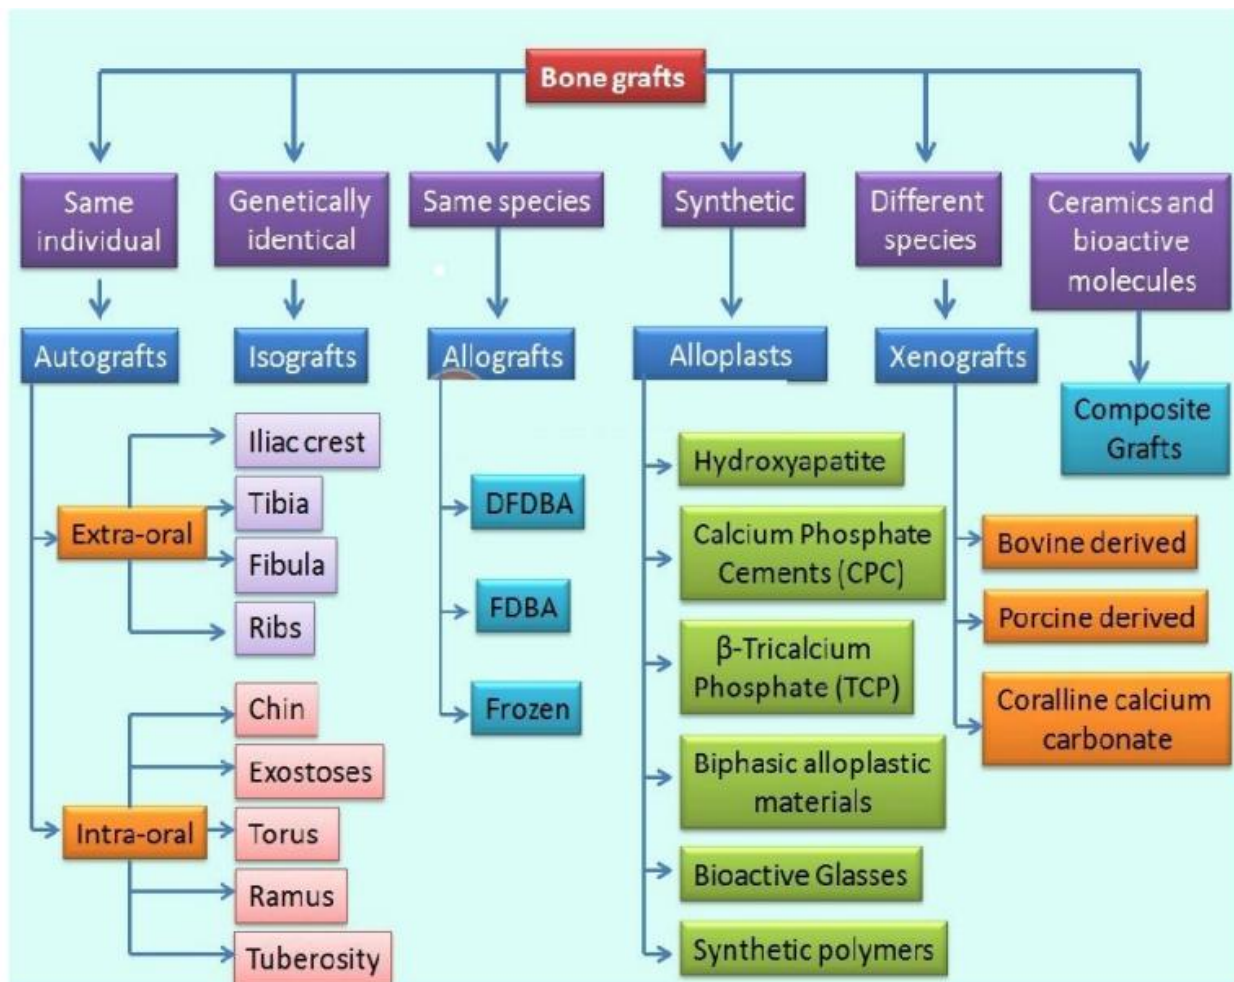 Bone grafts
Same
individual
Genetically
identical
Same species
Synthetic
Different
species
Ceramics and
bioactive
molecules
Autografts
Isografts
Allografts
Alloplasts
Xenografts
Composite
Grafts
Extra-oral
Iliac crest
Tibia
Fibula
Ribs
Intra-oral
Chin
Exostoses
Torus
Ramus
Tuberosity
DFDBA
FDBA
Frozen
Hydroxyapatite
Calcium Phosphate
Cements (CPC)
β-Tricalcium
Phosphate (TCP)
Biphasic alloplastic
materials
Bioactive Glasses
Synthetic polymers
Bovine derived
Porcine derived
Coralline calcium
carbonate